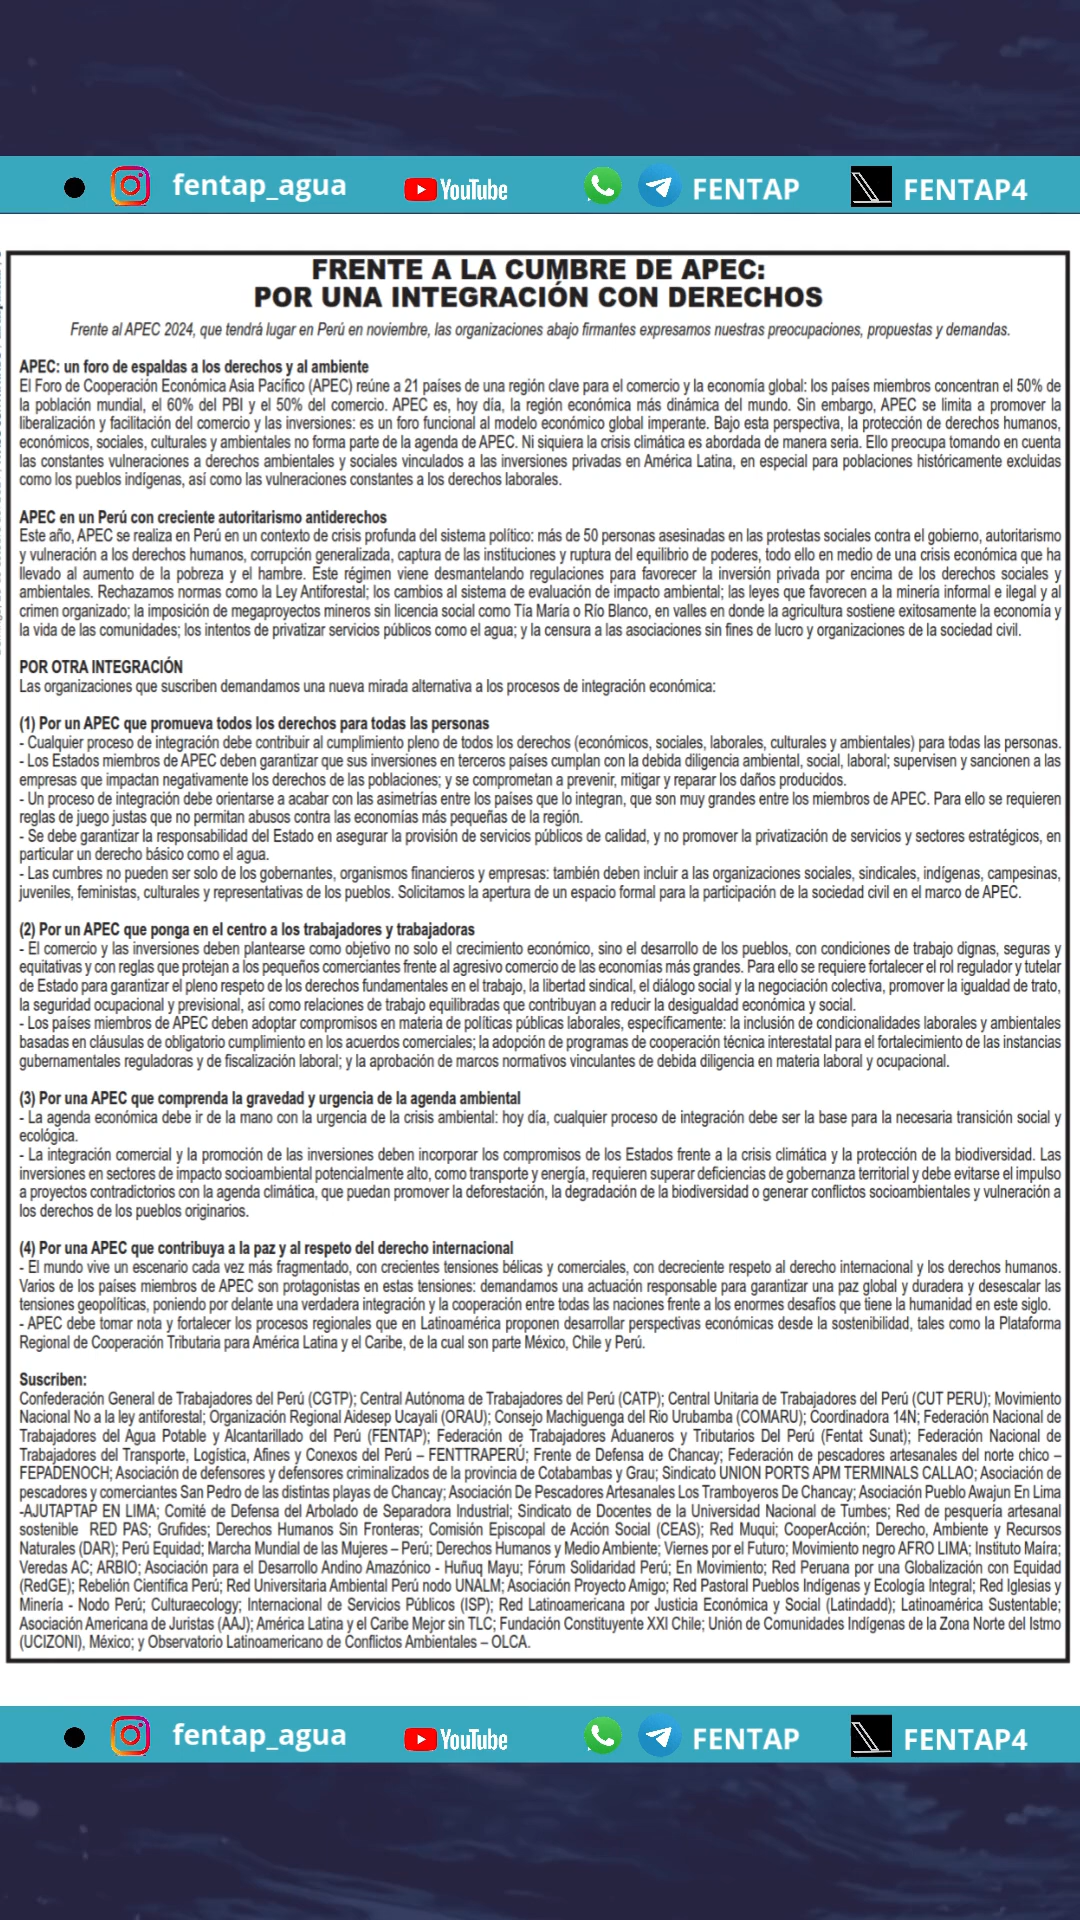 fentap_agua YouTube FENTAP FENTAP4
FRENTE A LA CUMBRE DE APEC:
POR UNA INTEGRACIÓN CON DERECHOS
Frente al APEC 2024, que tendrá lugar en Perú en noviembre, las organizaciones abajo firmantes expresamos nuestras preocupaciones, propuestas y demandas.
APEC: un foro de espaldas a los derechos y al ambiente
El Foro de Cooperación Económica Asia Pacífico (APEC) reúne a 21 países de una región clave para el comercio y la economía global: los países miembros concentran el 50% de
la población mundial, el 60% del PBI y el 50% del comercio. APEC es, hoy día, la región económica más dinámica del mundo. Sin embargo, APEC se limita a promover la
liberalización y facilitación del comercio y las inversiones: es un foro funcional al modelo económico global imperante. Bajo esta perspectiva, la protección de derechos humanos,
económicos, sociales, culturales y ambientales no forma parte de la agenda de APEC. Ni siquiera la crisis climática es abordada de manera seria. Ello preocupa tomando en cuenta
las constantes vulneraciones a derechos ambientales y sociales vinculados a las inversiones privadas en América Latina, en especial para poblaciones históricamente excluidas
como los pueblos indígenas, así como las vulneraciones constantes a los derechos laborales.
APEC en un Perú con creciente autoritarismo antiderechos
Este año, APEC se realiza en Perú en un contexto de crisis profunda del sistema político: más de 50 personas asesinadas en las protestas sociales contra el gobierno, autoritarismo
y vulneración a los derechos humanos, corrupción generalizada, captura de las instituciones y ruptura del equilibrio de poderes, todo ello en medio de una crisis económica que ha
llevado al aumento de la pobreza y el hambre. Este régimen viene desmantelando regulaciones para favorecer la inversión privada por encima de los derechos sociales y
ambientales. Rechazamos normas como la Ley Antiforestal; los cambios al sistema de evaluación de impacto ambiental; las leyes que favorecen a la minería informal e ilegal y al
crimen organizado; la imposición de megaproyectos mineros sin licencia social como Tía María o Río Blanco, en valles en donde la agricultura sostiene exitosamente la economía y
la vida de las comunidades; los intentos de privatizar servicios públicos como el agua; y la censura a las asociaciones sin fines de lucro y organizaciones de la sociedad civil.
POR OTRA INTEGRACIÓN
Las organizaciones que suscriben demandamos una nueva mirada alternativa a los procesos de integración económica:
(1) Por un APEC que promueva todos los derechos para todas las personas
- Cualquier proceso de integración debe contribuir al cumplimiento pleno de todos los derechos (económicos, sociales, laborales, culturales y ambientales) para todas las personas.
- Los Estados miembros de APEC deben garantizar que sus inversiones en terceros países cumplan con la debida diligencia ambiental, social, laboral; supervisen y sancionen a las
empresas que impactan negativamente los derechos de las poblaciones; y se comprometan a prevenir, mitigar y reparar los daños producidos.
- Un proceso de integración debe orientarse a acabar con las asimetrías entre los países que lo integran, que son muy grandes entre los miembros de APEC. Para ello se requieren
reglas de juego justas que no permitan abusos contra las economías más pequeñas de la región.
- Se debe garantizar la responsabilidad del Estado en asegurar la provisión de servicios públicos de calidad, y no promover la privatización de servicios y sectores estratégicos, en
particular un derecho básico como el agua.
- Las cumbres no pueden ser solo de los gobernantes, organismos financieros y empresas: también deben incluir a las organizaciones sociales, sindicales, indígenas, campesinas,
juveniles, feministas, culturales y representativas de los pueblos. Solicitamos la apertura de un espacio formal para la participación de la sociedad civil en el marco de APEC.
(2) Por un APEC que ponga en el centro a los trabajadores y trabajadoras
- El comercio y las inversiones deben plantearse como objetivo no solo el crecimiento económico, sino el desarrollo de los pueblos, con condiciones de trabajo dignas, seguras y
equitativas y con reglas que protejan a los pequeños comerciantes frente al agresivo comercio de las economías más grandes. Para ello se requiere fortalecer el rol regulador y tutelar
de Estado para garantizar el pleno respeto de los derechos fundamentales en el trabajo, la libertad sindical, el diálogo social y la negociación colectiva, promover la igualdad de trato,
la seguridad ocupacional y previsional, así como relaciones de trabajo equilibradas que contribuyan a reducir la desigualdad económica y social.
- Los países miembros de APEC deben adoptar compromisos en materia de políticas públicas laborales, específicamente: la inclusión de condicionalidades laborales y ambientales
basadas en cláusulas de obligatorio cumplimiento en los acuerdos comerciales; la adopción de programas de cooperación técnica interestatal para el fortalecimiento de las instancias
gubernamentales reguladoras y de fiscalización laboral; y la aprobación de marcos normativos vinculantes de debida diligencia en materia laboral y ocupacional.
(3) Por una APEC que comprenda la gravedad y urgencia de la agenda ambiental
- La agenda económica debe ir de la mano con la urgencia de la crisis ambiental: hoy día, cualquier proceso de integración debe ser la base para la necesaria transición social y
ecológica.
- La integración comercial y la promoción de las inversiones deben incorporar los compromisos de los Estados frente a la crisis climática y la protección de la biodiversidad. Las
inversiones en sectores de impacto socioambiental potencialmente alto, como transporte y energía, requieren superar deficiencias de gobernanza territorial y debe evitarse el impulso
a proyectos contradictorios con la agenda climática, que puedan promover la deforestación, la degradación de la biodiversidad o generar conflictos socioambientales y vulneración a
los derechos de los pueblos originarios.
(4) Por una APEC que contribuya a la paz y al respeto del derecho internacional
- El mundo vive un escenario cada vez más fragmentado, con crecientes tensiones bélicas y comerciales, con decreciente respeto al derecho internacional y los derechos humanos.
Varios de los países miembros de APEC son protagonistas en estas tensiones: demandamos una actuación responsable para garantizar una paz global y duradera y desescalar las
tensiones geopolíticas, poniendo por delante una verdadera integración y la cooperación entre todas las naciones frente a los enormes desafíos que tiene la humanidad en este siglo.
- APEC debe tomar nota y fortalecer los procesos regionales que en Latinoamérica proponen desarrollar perspectivas económicas desde la sostenibilidad, tales como la Plataforma
Regional de Cooperación Tributaria para América Latina y el Caribe, de la cual son parte México, Chile y Perú.
Suscriben:
Confederación General de Trabajadores del Perú (CGTP); Central Autónoma de Trabajadores del Perú (CATP); Central Unitaria de Trabajadores del Perú (CUT PERU); Movimiento
Nacional No a la ley antiforestal; Organización Regional Aidesep Ucayali (ORAU); Consejo Machiguenga del Rio Urubamba (COMARU); Coordinadora 14N; Federación Nacional de
Trabajadores del Agua Potable y Alcantarillado del Perú (FENTAP); Federación de Trabajadores Aduaneros y Tributarios Del Perú (Fentat Sunat); Federación Nacional de
Trabajadores del Transporte, Logística, Afines y Conexos del Perú – FENTTRAPERÚ; Frente de Defensa de Chancay; Federación de pescadores artesanales del norte chico –
FEPADENOCH; Asociación de defensores y defensores criminalizados de la provincia de Cotabambas y Grau; Sindicato UNION PORTS APM TERMINALS CALLAO; Asociación de
pescadores y comerciantes San Pedro de las distintas playas de Chancay; Asociación De Pescadores Artesanales Los Tramboyeros De Chancay; Asociación Pueblo Awajun En Lima
-AJUTAPTAP EN LIMA; Comité de Defensa del Arbolado de Separadora Industrial; Sindicato de Docentes de la Universidad Nacional de Tumbes; Red de pesquería artesanal
sostenible RED PAS; Grufides; Derechos Humanos Sin Fronteras; Comisión Episcopal de Acción Social (CEAS); Red Muqui; CooperAcción; Derecho, Ambiente y Recursos
Naturales (DAR); Perú Equidad; Marcha Mundial de las Mujeres – Perú; Derechos Humanos y Medio Ambiente; Viernes por el Futuro; Movimiento negro AFRO LIMA; Instituto Maíra;
Veredas AC; ARBIO; Asociación para el Desarrollo Andino Amazónico - Huñuq Mayu; Fórum Solidaridad Perú; En Movimiento; Red Peruana por una Globalización con Equidad
(RedGE); Rebelión Científica Perú; Red Universitaria Ambiental Perú nodo UNALM; Asociación Proyecto Amigo; Red Pastoral Pueblos Indígenas y Ecología Integral; Red Iglesias y
Minería - Nodo Perú; Culturaecology; Internacional de Servicios Públicos (ISP); Red Latinoamericana por Justicia Económica y Social (Latindadd); Latinoamérica Sustentable;
Asociación Americana de Juristas (AAJ); América Latina y el Caribe Mejor sin TLC; Fundación Constituyente XXI Chile; Unión de Comunidades Indígenas de la Zona Norte del Istmo
(UCIZONI), México; y Observatorio Latinoamericano de Conflictos Ambientales – OLCA.
fentap_agua YouTube FENTAP FENTAP4